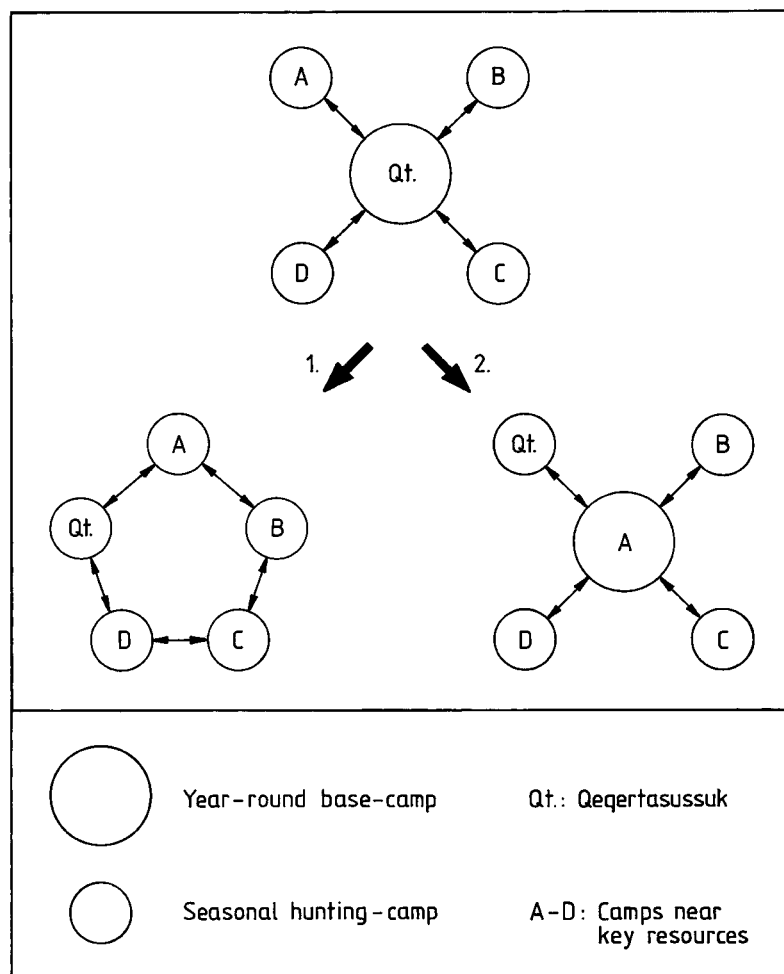 A
B
Qt.
D
C
1.
2.
A
Qt.
B
D
C
Qt.
B
A
D
C
Year-round base-camp
Qt.: Qeqertasussuk
Seasonal hunting-camp
A-D: Camps near
key resources